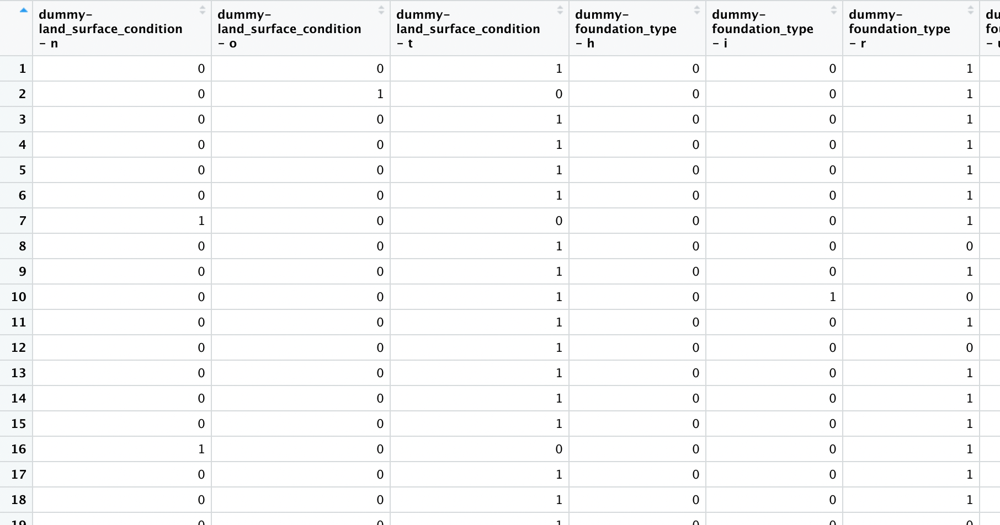 dummy- dummy- dummy- dummy- dummy- dummy- du
land_surface_condition land_surface_condition land_surface_condition foundation_type foundation_type foundation_type fou
- n - o - t - h - i - r -
1 0 0 1 0 0 1
2 0 1 0 0 0 1
3 0 0 1 0 0 1
4 0 0 1 0 0 1
5 0 0 1 0 0 1
6 0 0 1 0 0 1
7 1 0 0 0 0 1
8 0 0 1 0 0 0
9 0 0 1 0 0 1
10 0 0 1 0 1 0
11 0 0 1 0 0 1
12 0 0 1 0 0 0
13 0 0 1 0 0 1
14 0 0 1 0 0 1
15 0 0 1 0 0 1
16 1 0 0 0 0 1
17 0 0 1 0 0 1
18 0 0 1 0 0 1
19 0 0 1 0 0 0